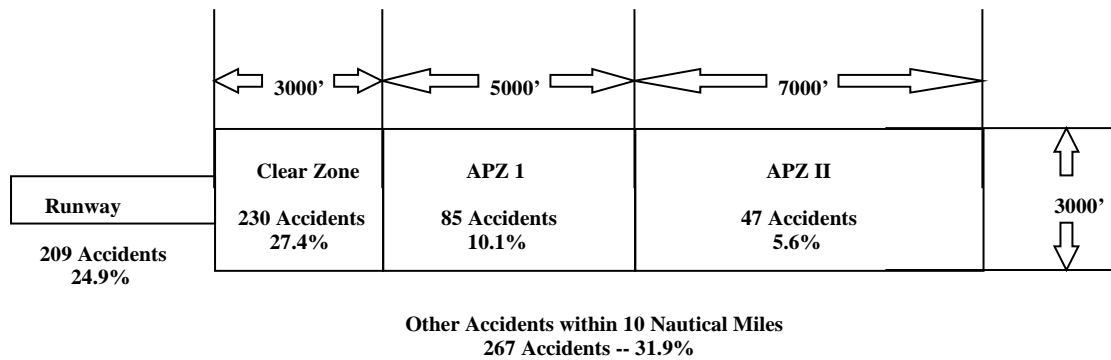 3000’
5000’
7000’
Clear Zone
APZ 1
APZ II
Runway
230 Accidents
85 Accidents
47 Accidents
3000’
27.4%
10.1%
5.6%
209 Accidents
24.9%
Other Accidents within 10 Nautical Miles
267 Accidents -- 31.9%